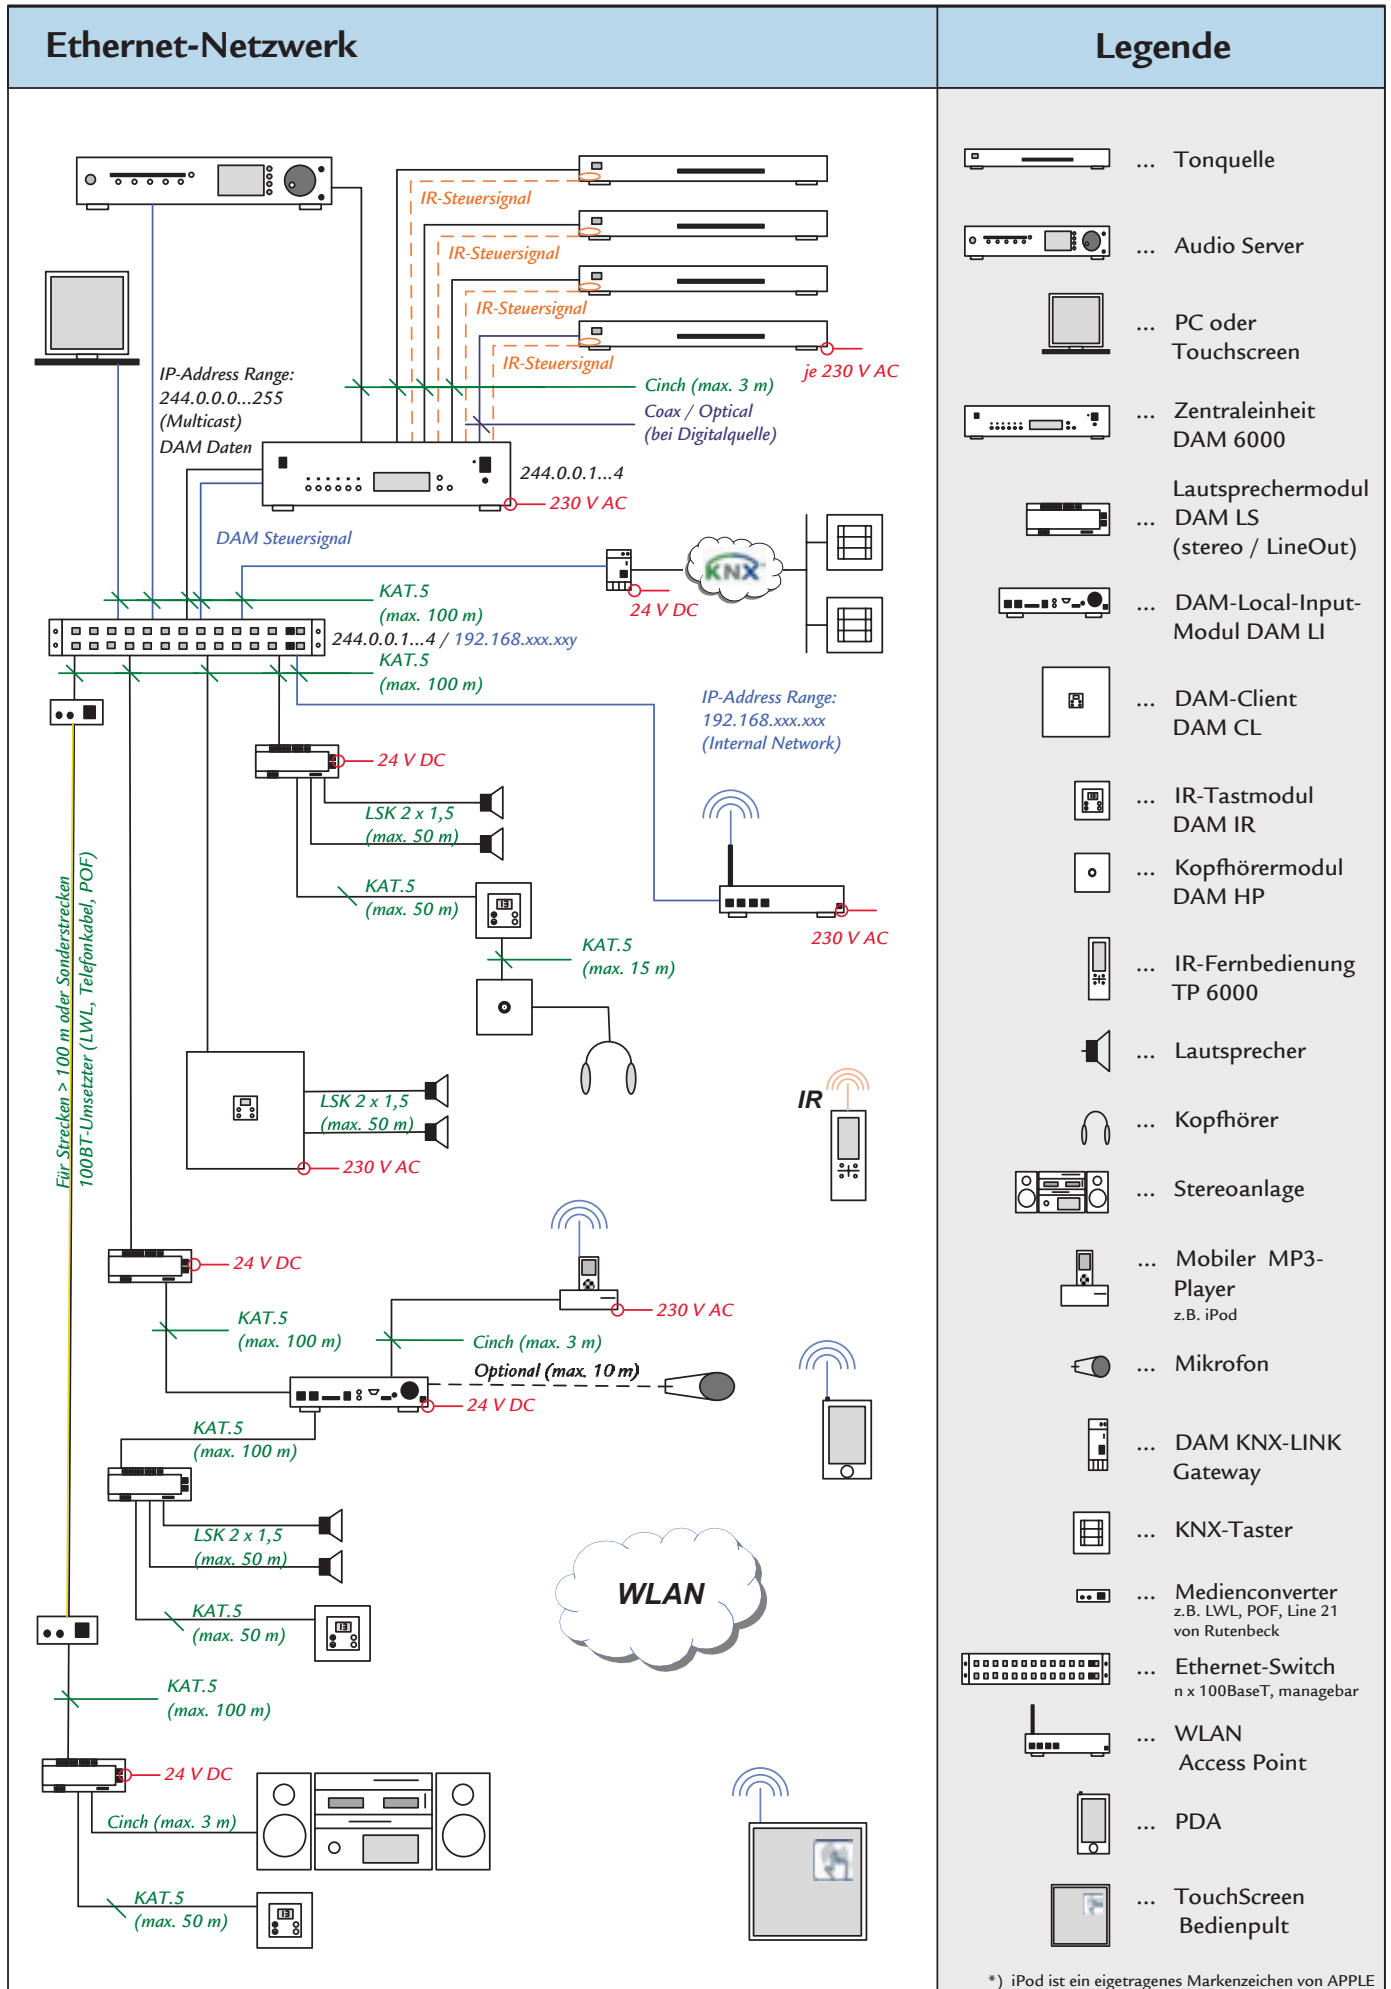 Ethernet-Netzwerk
IR-Steuersignal
IR-Steuersignal
IR-Steuersignal
IR-Steuersignal
je 230 V AC
IP-Address Range:
244.0.0.0...255
(Multicast)
DAM Daten
Cinch (max. 3 m)
Coax / Optical
(bei Digitalquelle)
244.0.0.1...4
230 V AC
DAM Steuersignal
KNX
24 V DC
KAT.5
(max. 100 m)
244.0.0.1...4 / 192.168.xxx.xxy
KAT.5
(max. 100 m)
IP-Address Range:
192.168.xxx.xxx
(Internal Network)
24 V DC
LSK 2 x 1,5
(max. 50 m)
KAT.5
(max. 50 m)
230 V AC
KAT.5
(max. 15 m)
Für Strecken > 100 m oder Sonderstrecken
100BT-Umsetzter (LWL, Telefonkabel, POF)
LSK 2 x 1,5
(max. 50 m)
230 V AC
IR
24 V DC
230 V AC
KAT.5
(max. 100 m)
Cinch (max. 3 m)
Optional (max. 10 m)
24 V DC
KAT.5
(max. 100 m)
LSK 2 x 1,5
(max. 50 m)
WLAN
KAT.5
(max. 50 m)
KAT.5
(max. 100 m)
24 V DC
Cinch (max. 3 m)
KAT.5
(max. 50 m)
Legende
... Tonquelle
... Audio Server
... PC oder
Touchscreen
... Zentraleinheit
DAM 6000
Lautsprechermodul
... DAM LS
(stereo / LineOut)
... DAM-Local-Input-
Modul DAM LI
... DAM-Client
DAM CL
... IR-Tastmodul
DAM IR
... Kopfhörermodul
DAM HP
... IR-Fernbedienung
TP 6000
... Lautsprecher
... Kopfhörer
... Stereoanlage
... Mobiler MP3-
Player
z.B. iPod
... Mikrofon
... DAM KNX-LINK
Gateway
... KNX-Taster
... Medienconverter
z.B. LWL, POF, Line 21
von Rutenbeck
... Ethernet-Switch
n x 100BaseT, managebar
... WLAN
Access Point
... PDA
... TouchScreen
Bedienpult
*) iPod ist ein eigetragenes Markenzeichen von APPLE